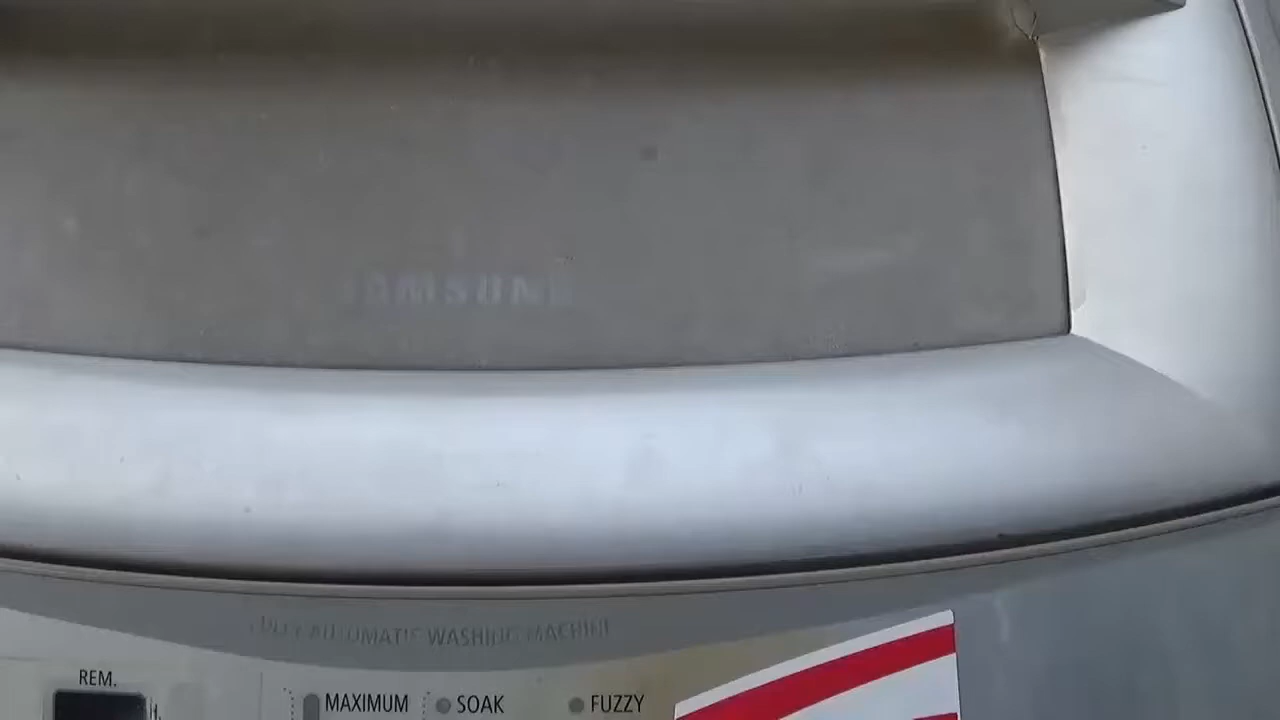 SAMSUNG
FULLY AUTOMATIC WASHING MACHINE
REM.
MAXIMUM
SOAK
FUZZY